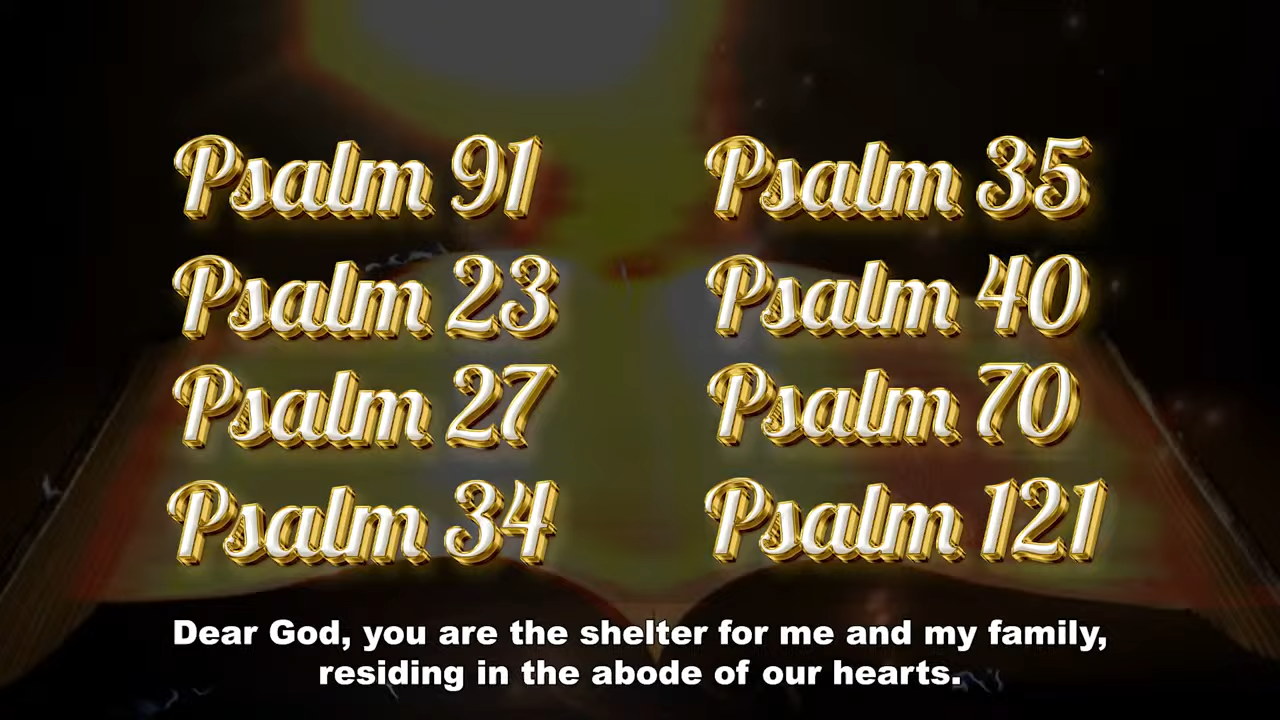 Psalm 91
Psalm 23
Psalm 27
Psalm 34
Psalm 35
Psalm 40
Psalm 70
Psalm 121
Dear God, you are the shelter for me and my family,
residing in the abode of our hearts.